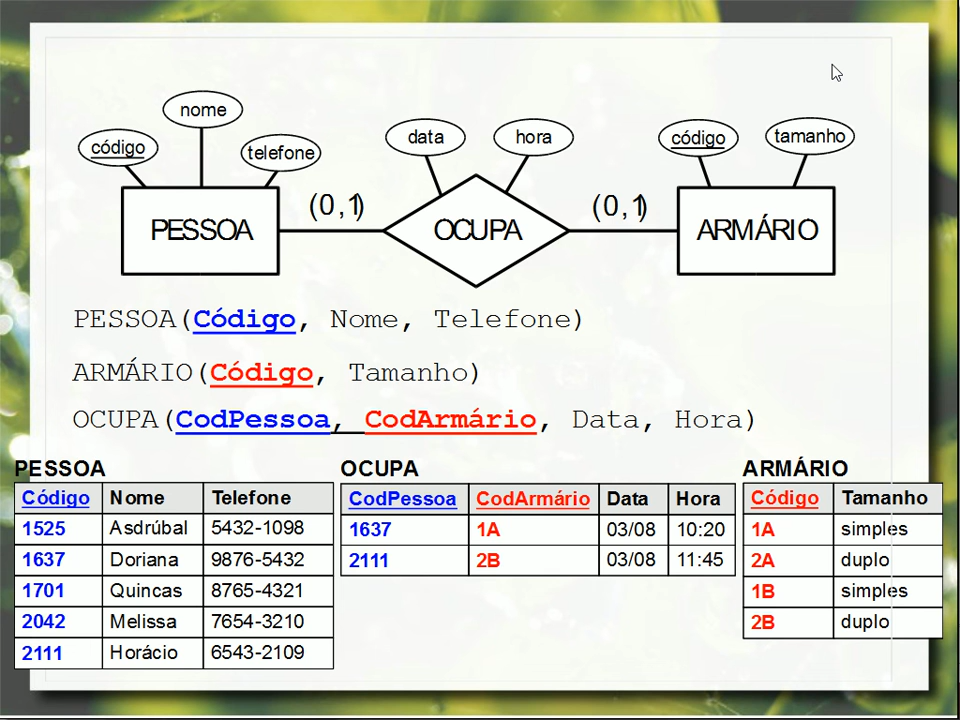 nome
código
telefone
data
hora
código
tamanho
PESSOA
(0,1)
OCUPA
(0,1)
ARMÁRIO
PESSOA(Código, Nome, Telefone)
ARMÁRIO(Código, Tamanho)
OCUPA(CodPessoa, CodArmário, Data, Hora)
PESSOA
Código Nome Telefone
1525 Asdrúbal 5432-1098
1637 Doriana 9876-5432
1701 Quincas 8765-4321
2042 Melissa 7654-3210
2111 Horácio 6543-2109
OCUPA
CodPessoa CodArmário Data Hora
1637 1A 03/08 10:20
2111 2B 03/08 11:45
ARMÁRIO
Código Tamanho
1A simples
2A duplo
1B simples
2B duplo